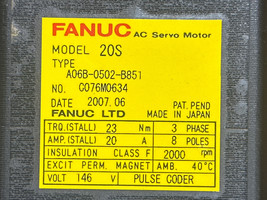 FANUC AC Servo Motor
MODEL 20S
TYPE
A06B-0502-B851
NO. C076M0634
DATE 2007.06 PAT. PEND
FANUC LTD MADE IN JAPAN
TRQ.(STALL) 23 Nm 3 PHASE
AMP.(STALL) 20 A 8 POLES
INSULATION CLASS F 2000 rpm
EXCIT PERM. MAGNET AMB. 40°C
VOLT 146 V PULSE CODER